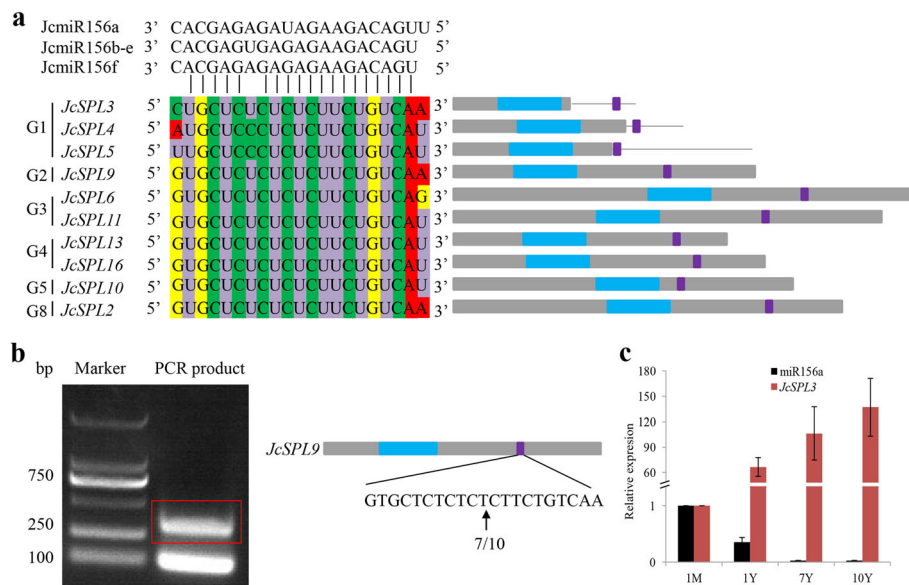 a
JcmiR156a 3’ CACGAGAGAUAGAAGACAGUU 5’
JcmiR156b-e 3’ CACGAGUGAGAGAAGACAGU 5’
JcmiR156f 3’ CACGAGAGAGAGAAGACAGU 5’
G1
JcSPL3 5’ CUGCUCUCUCUCUUCUGUCAA 3’
JcSPL4 5’ AUGCUCCCUCUCUUCUGUCAU 3’
JcSPL5 5’ UUGCUCCCUCUCUUCUGUCAU 3’
G2 JcSPL9 5’ GUGCUCUCUCUCUUCUGUCAA 3’
G3
JcSPL6 5’ GUGCUCUCUCUCUUCUGUCAG 3’
JcSPL11 5’ GUGCUCUCUCUCUUCUGUCAU 3’
G4
JcSPL13 5’ GUGCUCUCUCUCUUCUGUCAU 3’
JcSPL16 5’ GUGCUCUCUCUCUUCUGUCAU 3’
G5 JcSPL10 5’ GUGCUCUCUCUCUUCUGUCAU 3’
G8 JcSPL2 5’ GUGCUCUCUCUCUUCUGUCAA 3’
b
bp Marker PCR product
750
250
100
JcSPL9
GTGCTCTCTCTCTTCTGTCAA
7/10
c
miR156a
JcSPL3
Relative expresion
150
120
90
60
30
1
0
1M 1Y 7Y 10Y